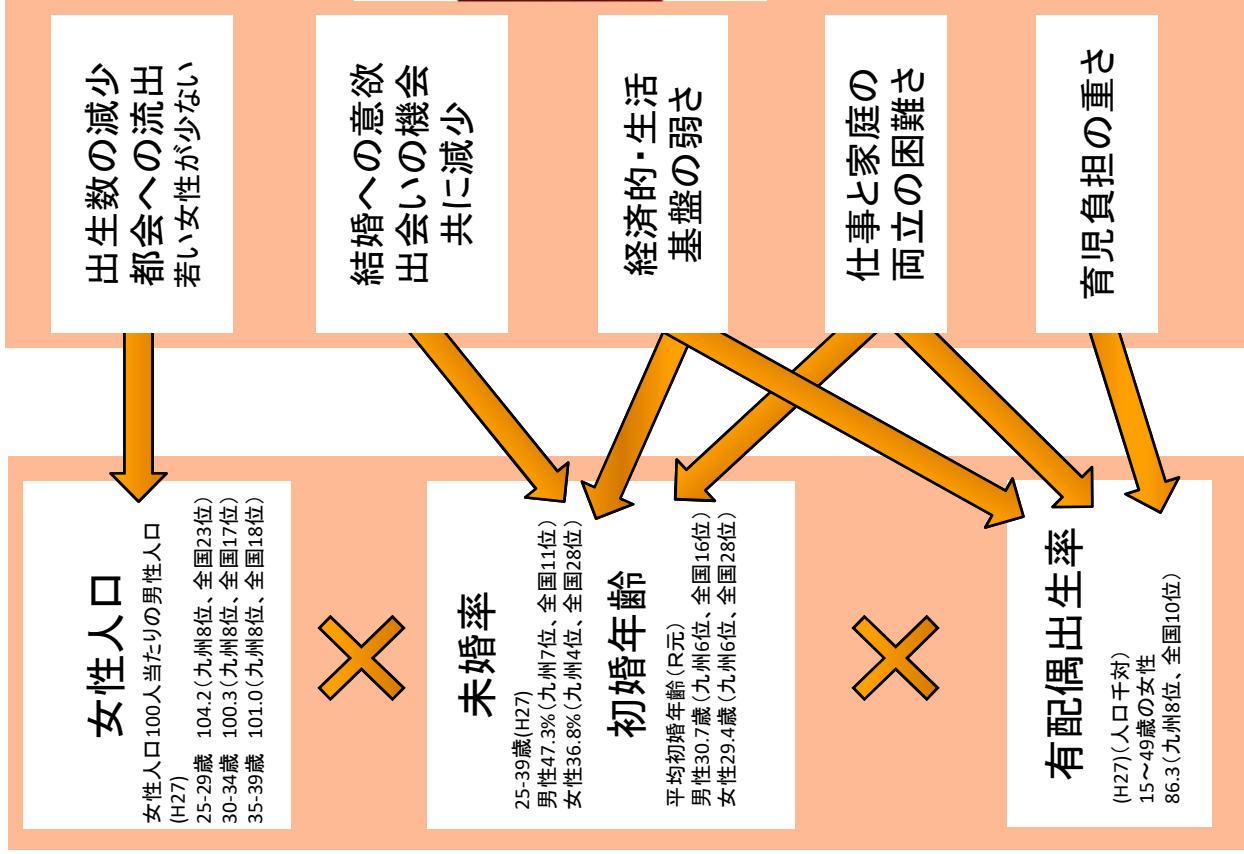 出生数の減少
都会への流出
若い女性が少ない
結婚への意欲
出会いの機会
共に減少
経済的・生活
基盤の弱さ
仕事と家庭の
両立の困難さ
育児負担の重さ
女性人口
女性人口100人当たりの男性人口
(H27)
25-29歳 104.2(九州8位、全国23位)
30-34歳 100.3(九州8位、全国17位)
35-39歳 101.0(九州8位、全国18位)
未婚率
25-39歳(H27)
男性47.3%(九州7位、全国11位)
女性36.8%(九州4位、全国28位)
初婚年齢
平均初婚年齢(R元)
男性30.7歳(九州6位、全国16位)
女性29.4歳(九州6位、全国28位)
有配偶出生率
(H27)(人口千対)
15~49歳の女性
86.3(九州8位、全国10位)